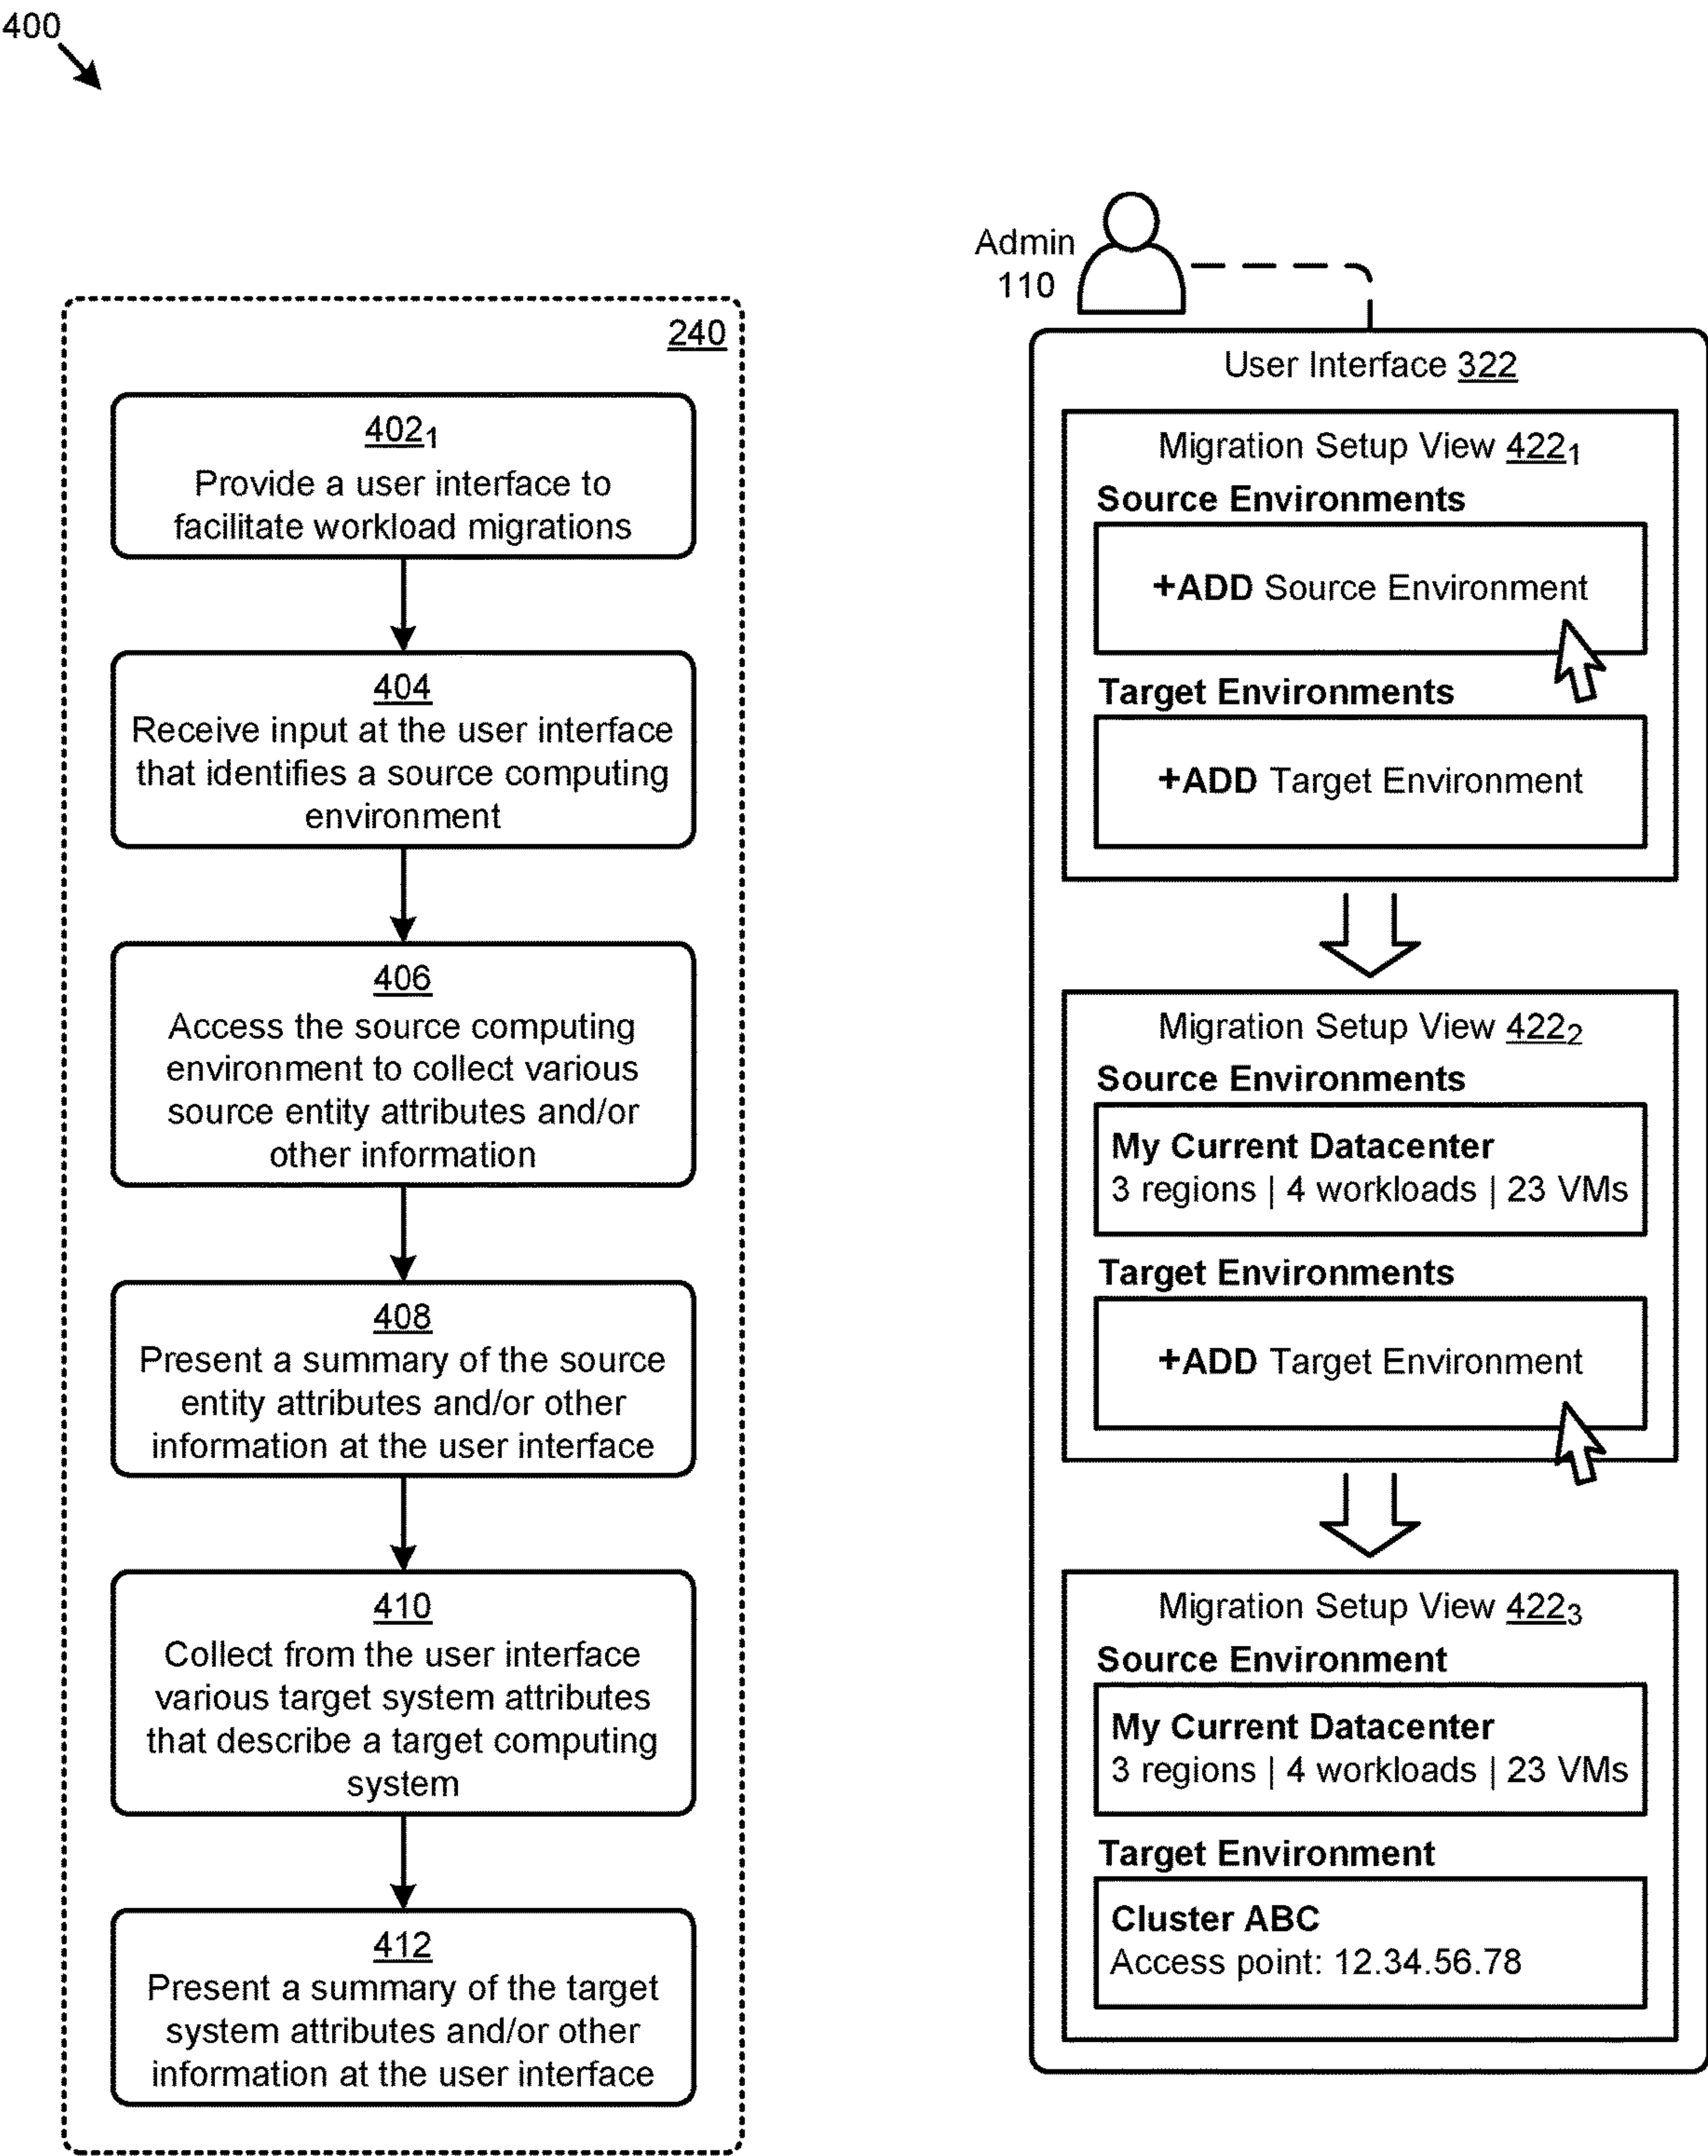 400
240
402₁
Provide a user interface to
facilitate workload migrations
404
Receive input at the user interface
that identifies a source computing
environment
406
Access the source computing
environment to collect various
source entity attributes and/or
other information
408
Present a summary of the source
entity attributes and/or other
information at the user interface
410
Collect from the user interface
various target system attributes
that describe a target computing
system
412
Present a summary of the target
system attributes and/or other
information at the user interface
Admin
110
User Interface 322
Migration Setup View 422₁
Source Environments
+ADD Source Environment
Target Environments
+ADD Target Environment
Migration Setup View 422₂
Source Environments
My Current Datacenter
3 regions | 4 workloads | 23 VMs
Target Environments
+ADD Target Environment
Migration Setup View 422₃
Source Environment
My Current Datacenter
3 regions | 4 workloads | 23 VMs
Target Environment
Cluster ABC
Access point: 12.34.56.78